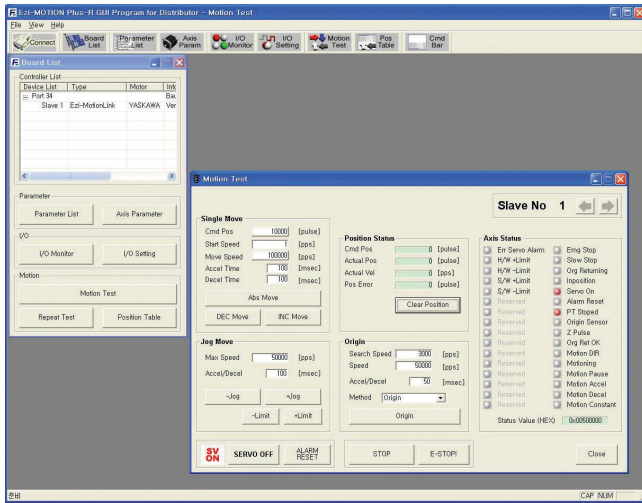 Ezi-MOTION Plus-R GUI Program for Distributor - Motion Test
File View Help
Connect Board List Parameter List Axis Param I/O Monitor I/O Setting Motion Test Pos Table Cmd Bar
Board List
Controller List
Device List Type Motor
Port 34
Slave 1 Ezi-MotionLink YASKAWA Ver
Parameter
Parameter List Axis Parameter
I/O
I/O Monitor I/O Setting
Motion
Motion Test
Repeat Test Position Table
Motion Test
Slave No 1
Single Move
Cmd Pos 10000 [pulse]
Start Speed 1 [pps]
Move Speed 100000 [pps]
Accel Time 100 [msec]
Decel Time 100 [msec]
Abs Move
DEC Move INC Move
Jog Move
Max Speed 50000 [pps]
Accel/Decel 100 [msec]
-Jog +Jog
-Limit +Limit
Position Status
Cmd Pos 0 [pulse]
Actual Pos 0 [pulse]
Actual Vel 0 [pps]
Pos Error 0 [pulse]
Clear Position
Origin
Search Speed 3000 [pps]
Speed 50000 [pps]
Accel/Decel 50 [msec]
Method Origin
Origin
Axis Status
Err Servo Alarm Emg Stop
H/W +Limit Slow Stop
H/W -Limit Org Returning
S/W +Limit Inposition
S/W -Limit Servo On
Reserved Alarm Reset
Reserved PT Stoped
Reserved Origin Sensor
Reserved Z Pulse
Reserved Org Ret OK
Reserved Motion DIR
Reserved Motioning
Reserved Motion Pause
Reserved Motion Accel
Reserved Motion Decel
Reserved Motion Constant
Status Value (HEX) 0x00500000
SV ON SERVO OFF ALARM RESET STOP E-STOP! Close
준비 CAP NUM